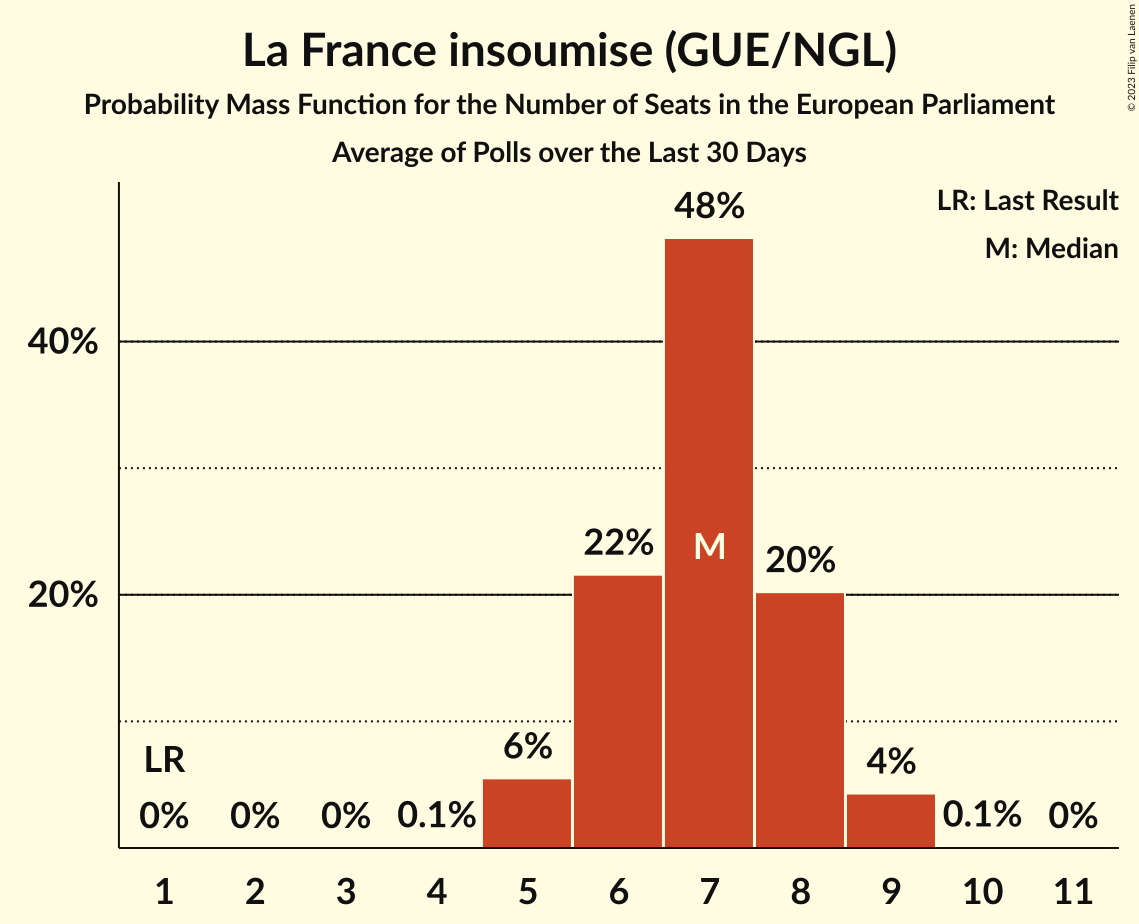 La France insoumise (GUE/NGL)
Probability Mass Function for the Number of Seats in the European Parliament
Average of Polls over the Last 30 Days
© 2023 Filip van Laenen
LR: Last Result
M: Median
48%
40%
22%
M
20%
20%
LR
6%
4%
0%
0%
0%
0.1%
0.1%
0%
1 2 3 4 5 6 7 8 9 10 11